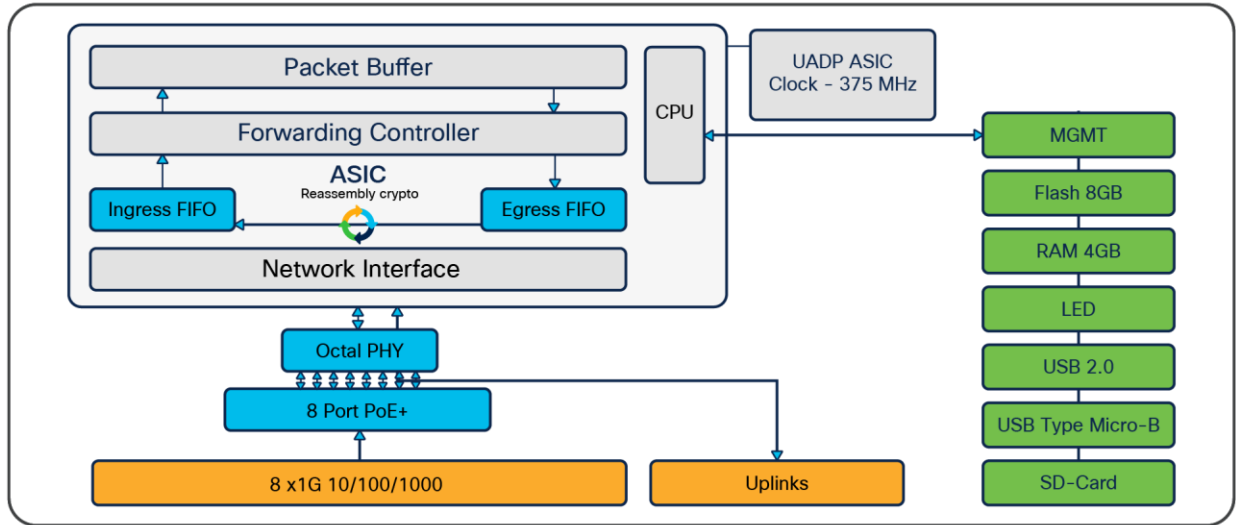 Packet Buffer
Forwarding Controller
ASIC
Reassembly crypto
Ingress FIFO
Egress FIFO
Network Interface
CPU
UADP ASIC
Clock - 375 MHz
Octal PHY
8 Port PoE+
8 x1G 10/100/1000
Uplinks
MGMT
Flash 8GB
RAM 4GB
LED
USB 2.0
USB Type Micro-B
SD-Card